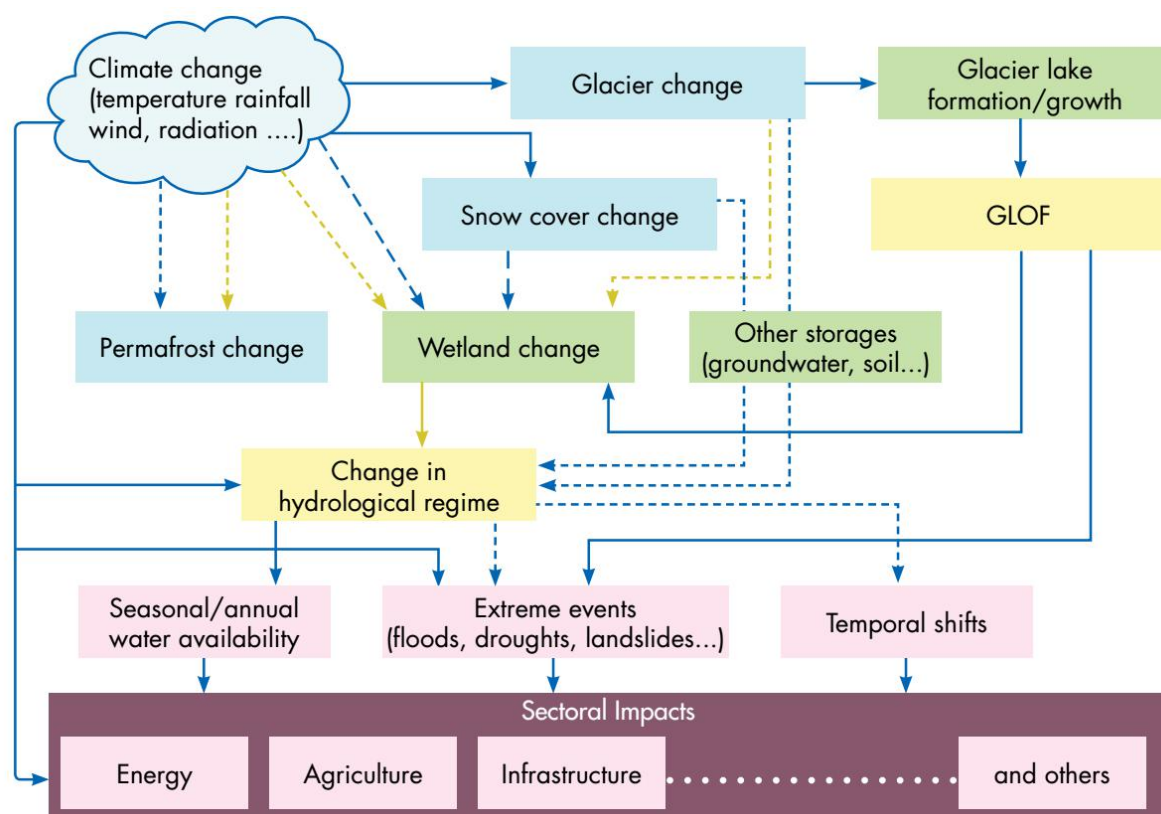 Climate change
(temperature rainfall
wind, radiation ....)
Glacier change
Glacier lake
formation/growth
Snow cover change
GLOF
Permafrost change
Wetland change
Other storages
(groundwater, soil...)
Change in
hydrological regime
Seasonal/annual
water availability
Extreme events
(floods, droughts, landslides...)
Temporal shifts
Sectoral Impacts
Energy
Agriculture
Infrastructure
and others